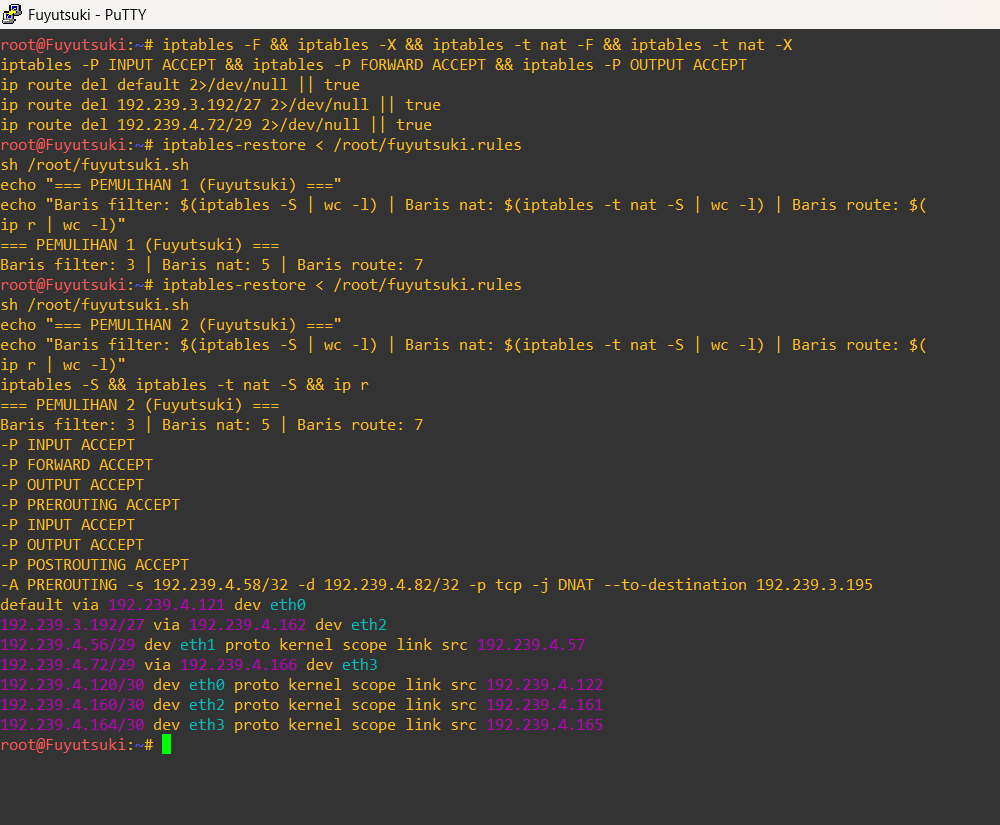 Fuyutsuki - PuTTY
root@Fuyutsuki:~# iptables -F && iptables -X && iptables -t nat -F && iptables -t nat -X
iptables -P INPUT ACCEPT && iptables -P FORWARD ACCEPT && iptables -P OUTPUT ACCEPT
ip route del default 2>/dev/null || true
ip route del 192.239.3.192/27 2>/dev/null || true
ip route del 192.239.4.72/29 2>/dev/null || true
root@Fuyutsuki:~# iptables-restore < /root/fuyutsuki.rules
sh /root/fuyutsuki.sh
echo "=== PEMULIHAN 1 (Fuyutsuki) ==="
echo "Baris filter: $(iptables -S | wc -l) | Baris nat: $(iptables -t nat -S | wc -l) | Baris route: $(
ip r | wc -l)"
=== PEMULIHAN 1 (Fuyutsuki) ===
Baris filter: 3 | Baris nat: 5 | Baris route: 7
root@Fuyutsuki:~# iptables-restore < /root/fuyutsuki.rules
sh /root/fuyutsuki.sh
echo "=== PEMULIHAN 2 (Fuyutsuki) ==="
echo "Baris filter: $(iptables -S | wc -l) | Baris nat: $(iptables -t nat -S | wc -l) | Baris route: $(
ip r | wc -l)"
iptables -S && iptables -t nat -S && ip r
=== PEMULIHAN 2 (Fuyutsuki) ===
Baris filter: 3 | Baris nat: 5 | Baris route: 7
-P INPUT ACCEPT
-P FORWARD ACCEPT
-P OUTPUT ACCEPT
-P PREROUTING ACCEPT
-P INPUT ACCEPT
-P OUTPUT ACCEPT
-P POSTROUTING ACCEPT
-A PREROUTING -s 192.239.4.58/32 -d 192.239.4.82/32 -p tcp -j DNAT --to-destination 192.239.3.195
default via 192.239.4.121 dev eth0
192.239.3.192/27 via 192.239.4.162 dev eth2
192.239.4.56/29 dev eth1 proto kernel scope link src 192.239.4.57
192.239.4.72/29 via 192.239.4.166 dev eth3
192.239.4.120/30 dev eth0 proto kernel scope link src 192.239.4.122
192.239.4.160/30 dev eth2 proto kernel scope link src 192.239.4.161
192.239.4.164/30 dev eth3 proto kernel scope link src 192.239.4.165
root@Fuyutsuki:~#